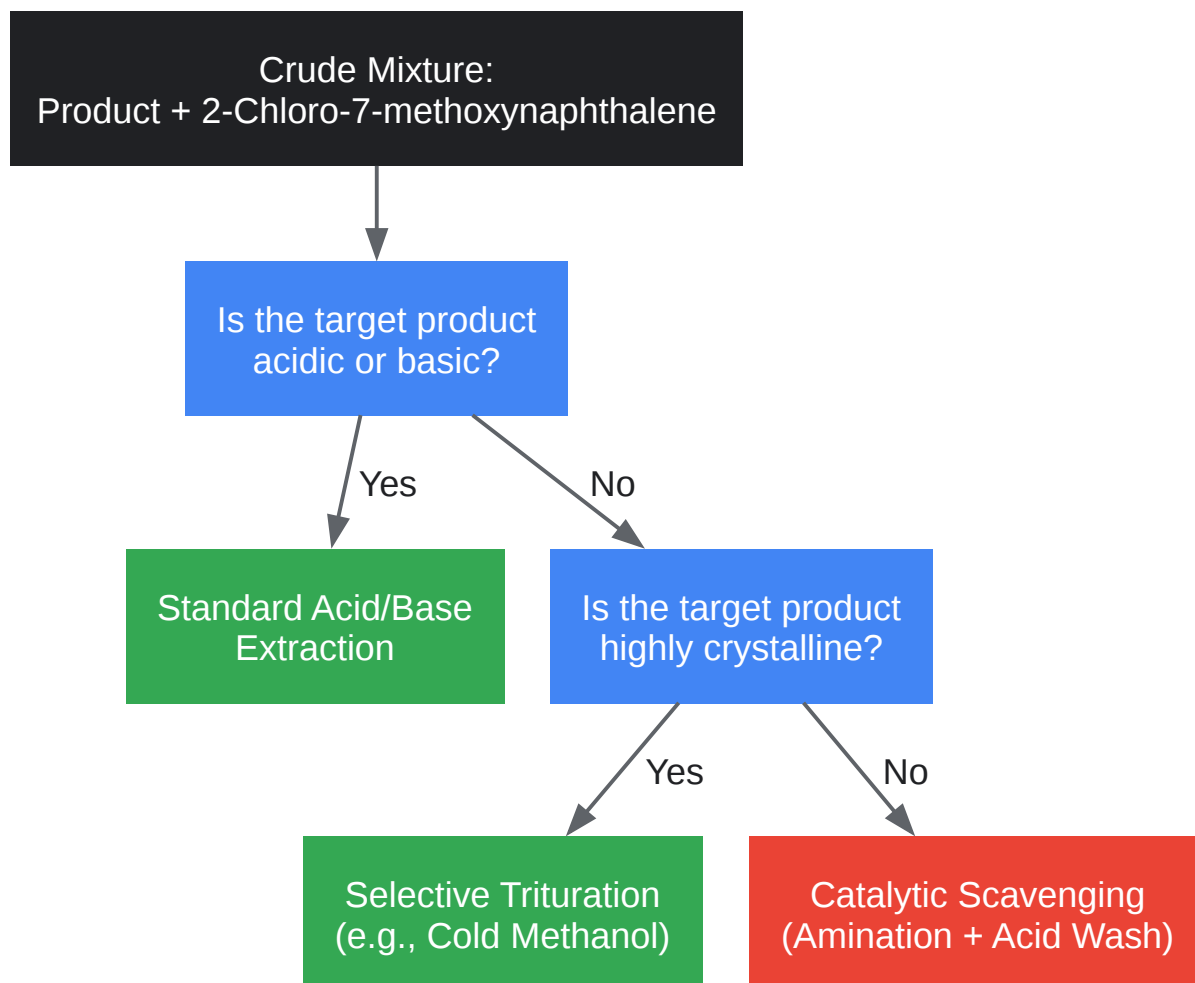 Crude Mixture:
Product + 2-Chloro-7-methoxynaphthalene
Is the target product
acidic or basic?
Yes
No
Standard Acid/Base
Extraction
Is the target product
highly crystalline?
Yes
No
Selective Trituration
(e.g., Cold Methanol)
Catalytic Scavenging
(Amination + Acid Wash)